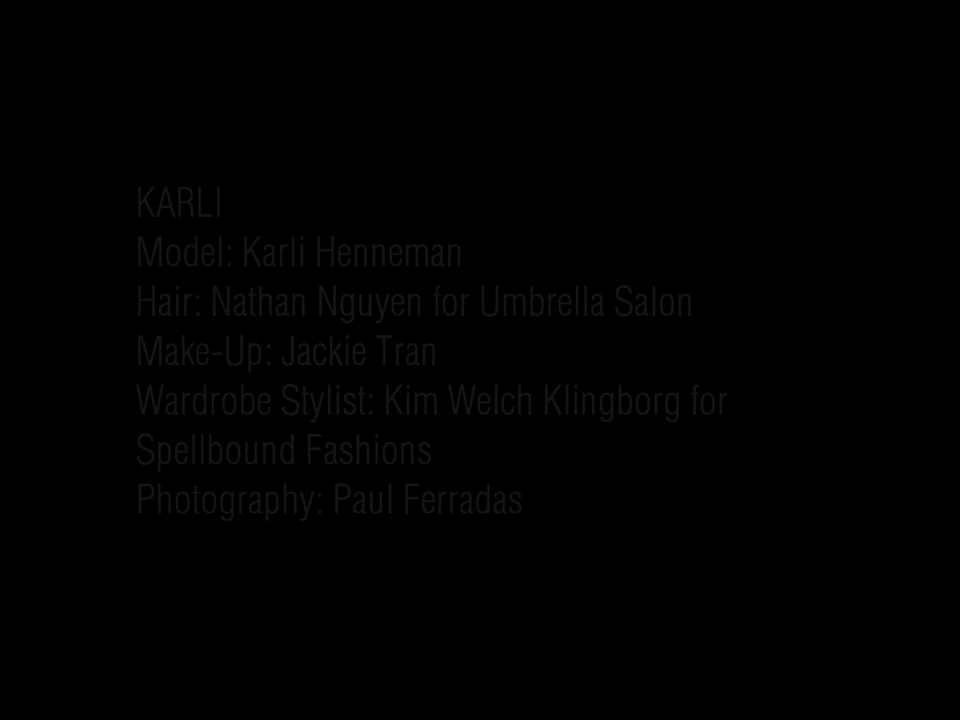 KARLI
Model: Karli Henneman
Hair: Nathan Nguyen for Umbrella Salon
Make-Up: Jackie Tran
Wardrobe Stylist: Kim Welch Klingborg for
Spellbound Fashions
Photography: Paul Ferradas